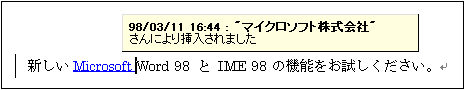 98/03/11 16:44 : "マイクロソフト株式会社"
さんにより挿入されました
新しい Microsoft Word 98 と IME 98 の機能をお試しください。↵